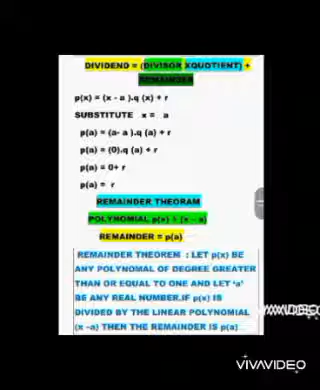 DIVIDEND = (DIVISOR XQUOTIENT) +
REMAINDER
p(x) = (x - a ).q (x) + r
SUBSTITUTE x = a
p(a) = (a- a ).q (a) + r
p(a) = (0).q (a) + r
p(a) = 0+ r
p(a) = r
REMAINDER THEORAM
POLYNOMIAL p(x) ÷ (x – a)
REMAINDER = p(a)
REMAINDER THEOREM : LET p(x) BE
ANY POLYNOMAL OF DEGREE GREATER
THAN OR EQUAL TO ONE AND LET ‘a’
BE ANY REAL NUMBER.IF p(x) IS
DIVIDED BY THE LINEAR POLYNOMIAL
(x –a) THEN THE REMAINDER IS p(a)
VIVAVIDEO